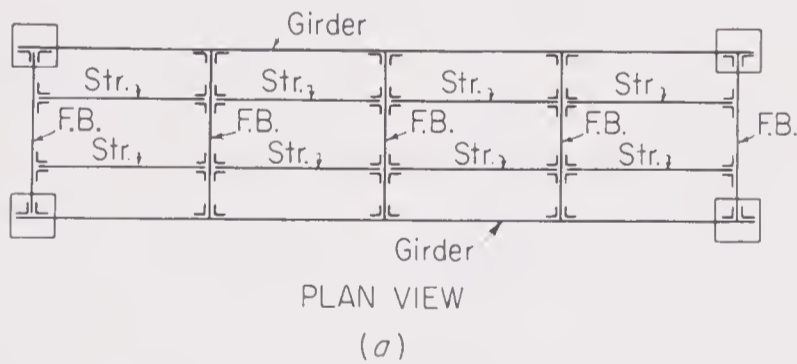 Girder
Str. Str. Str. Str.
F.B. F.B. F.B. F.B. F.B.
Str. Str. Str. Str.
Girder
PLAN VIEW
(a)